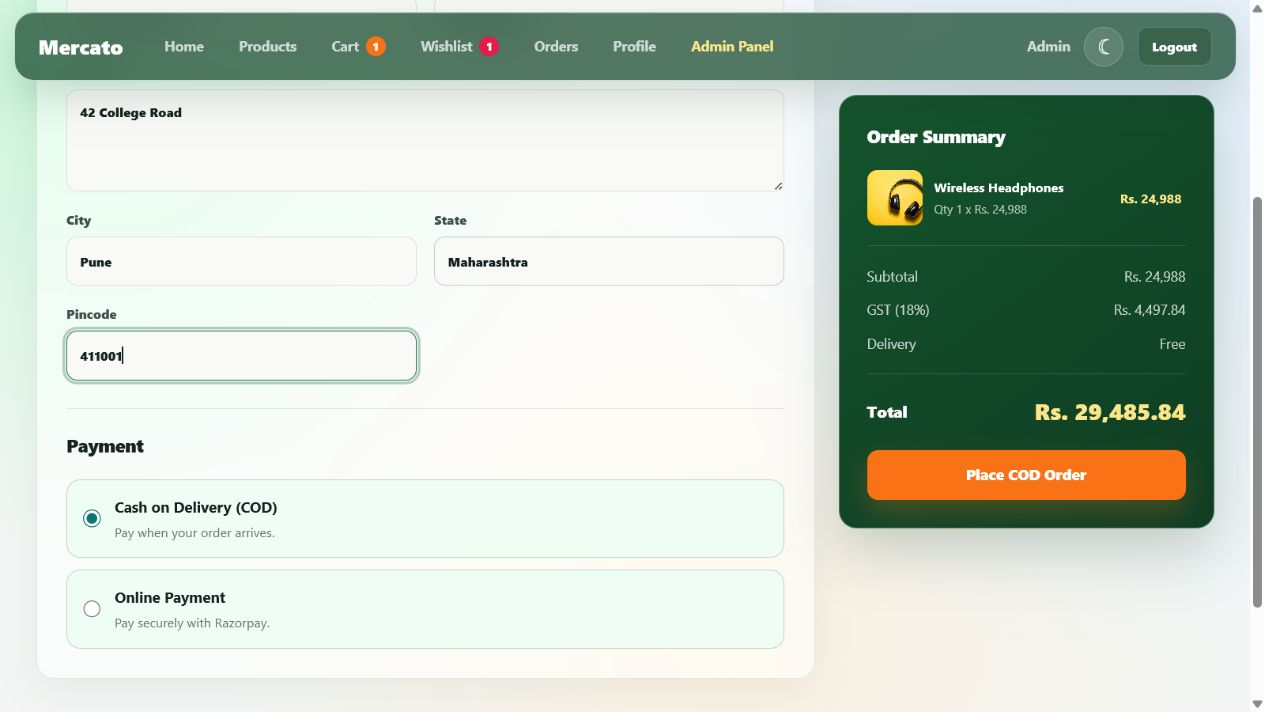 Mercato
Home
Products
Cart 1
Wishlist 1
Orders
Profile
Admin Panel
Admin
Logout
42 College Road
City
Pune
State
Maharashtra
Pincode
411001
Payment
Cash on Delivery (COD)
Pay when your order arrives.
Online Payment
Pay securely with Razorpay.
Order Summary
Wireless Headphones
Qty 1 x Rs. 24,988
Rs. 24,988
Subtotal Rs. 24,988
GST (18%) Rs. 4,497.84
Delivery Free
Total Rs. 29,485.84
Place COD Order